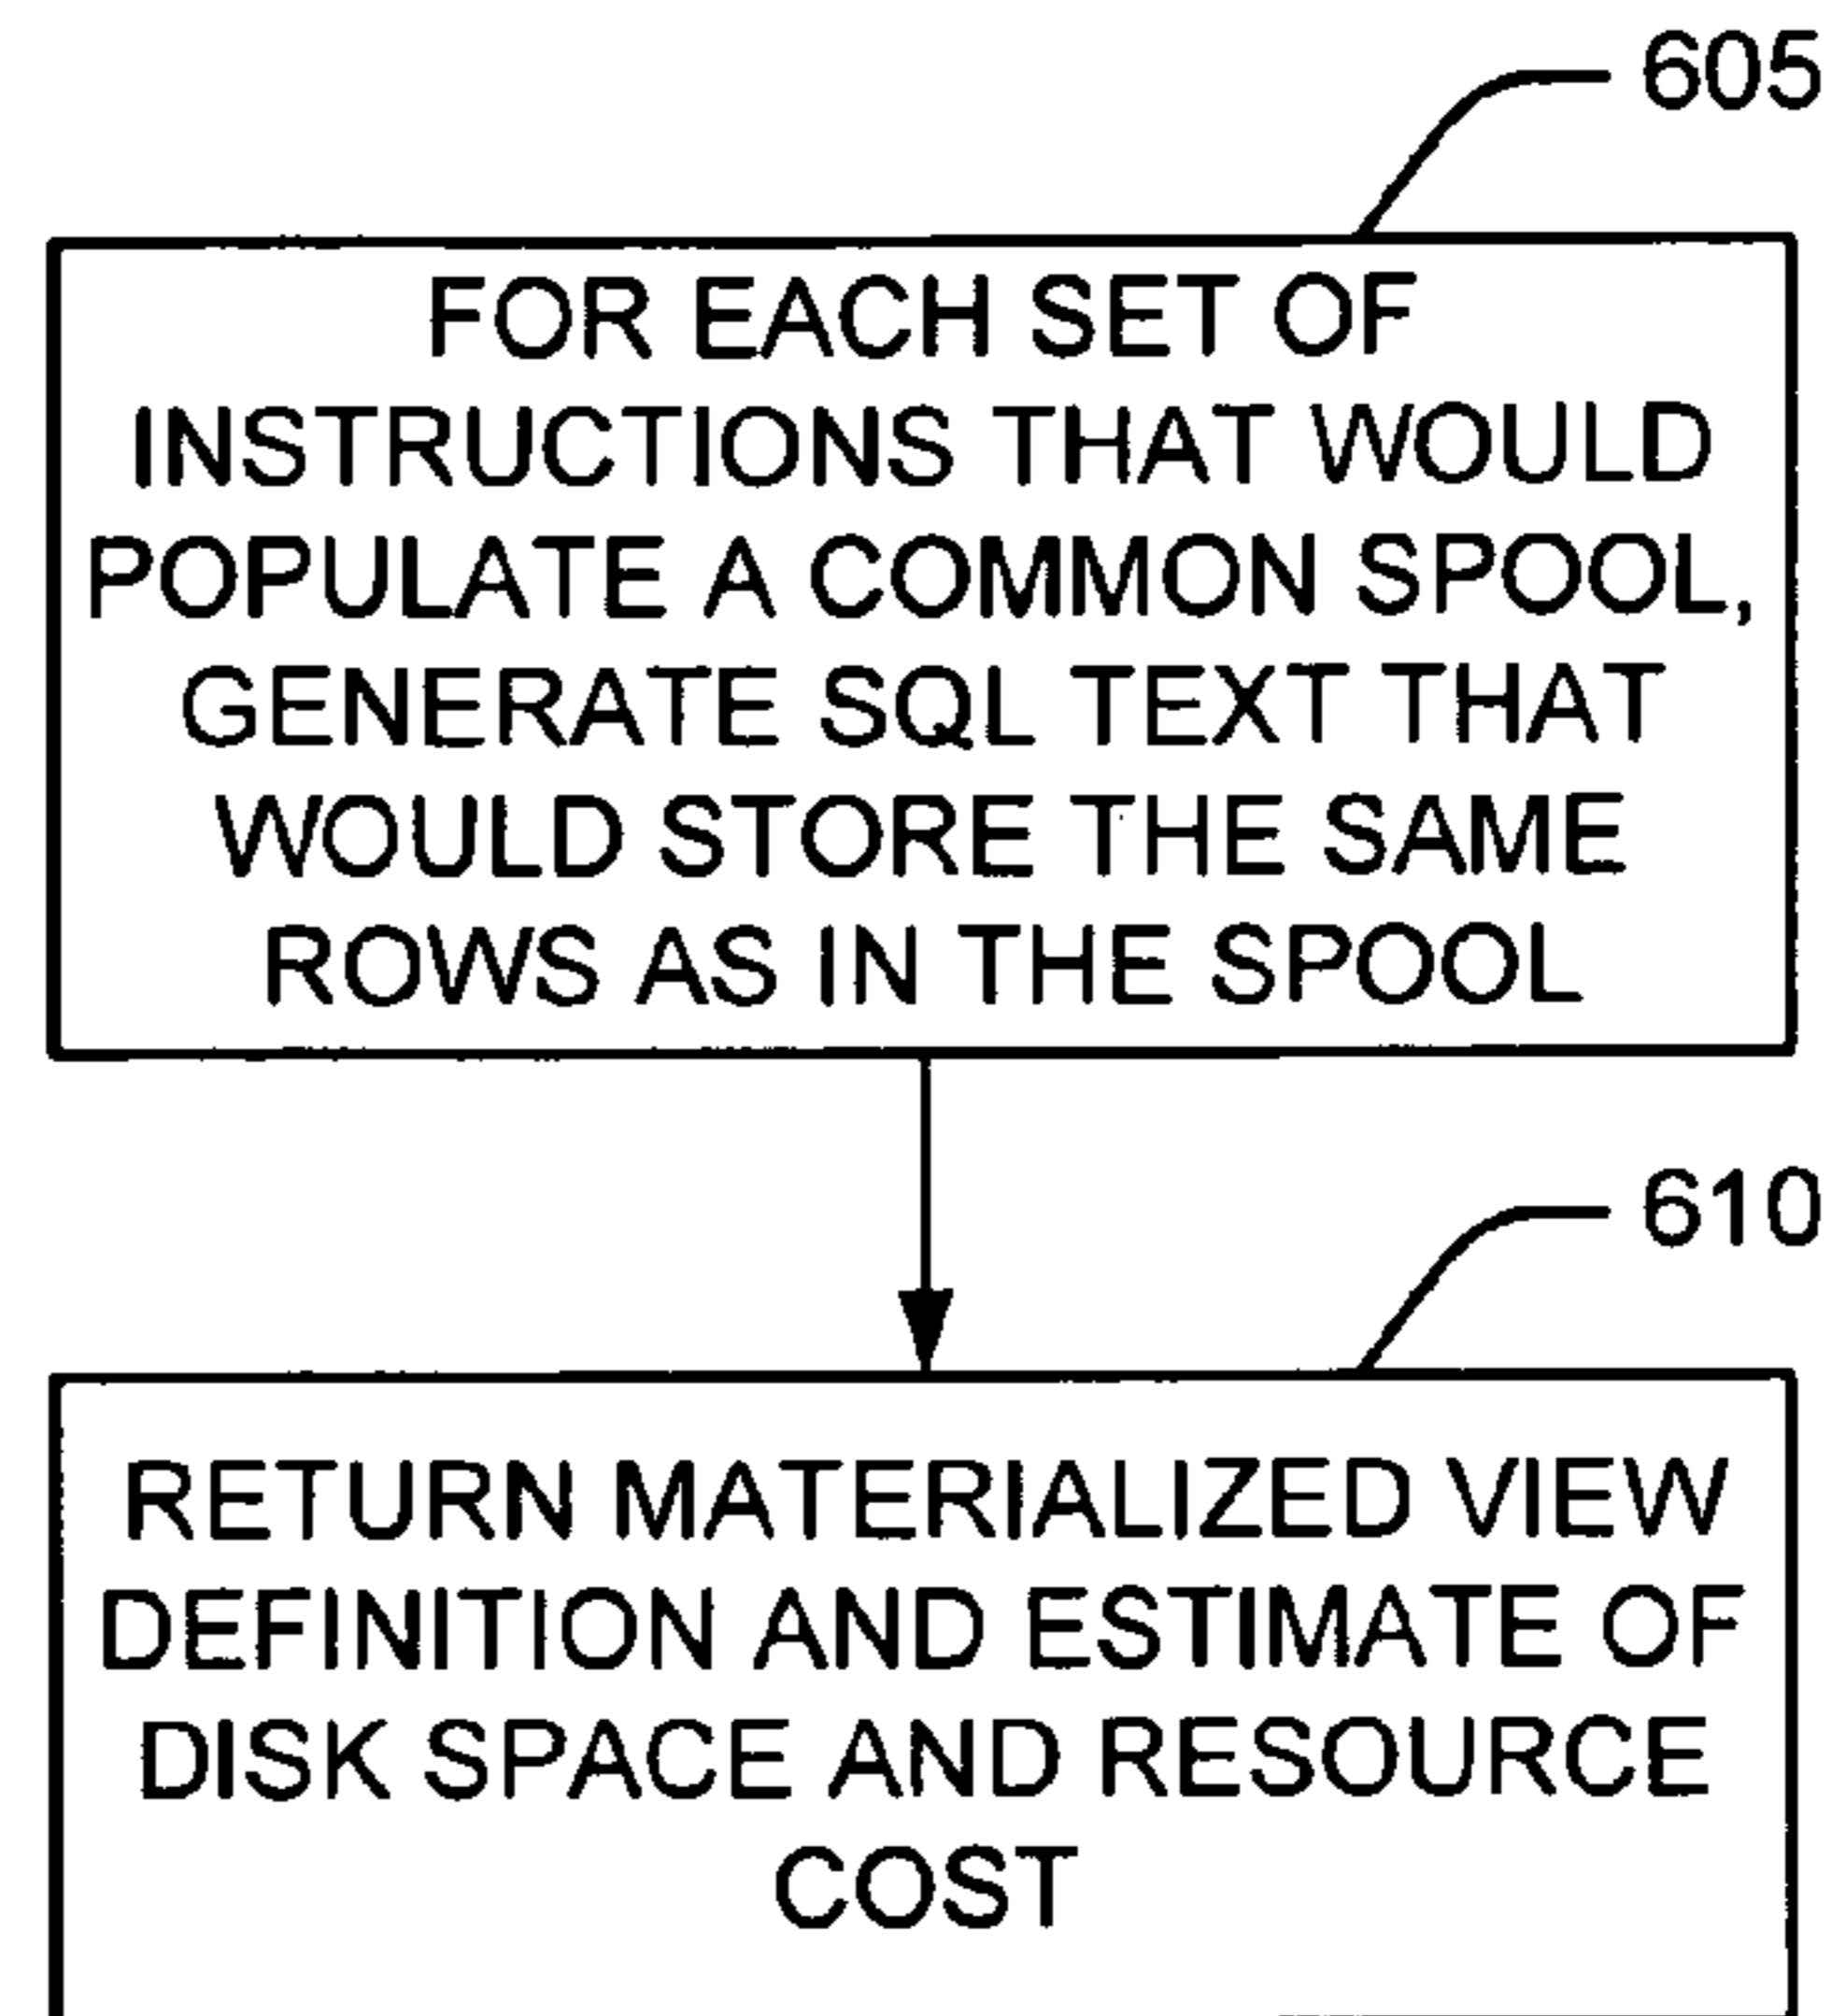 605
FOR EACH SET OF
INSTRUCTIONS THAT WOULD
POPULATE A COMMON SPOOL,
GENERATE SQL TEXT THAT
WOULD STORE THE SAME
ROWS AS IN THE SPOOL
610
RETURN MATERIALIZED VIEW
DEFINITION AND ESTIMATE OF
DISK SPACE AND RESOURCE
COST